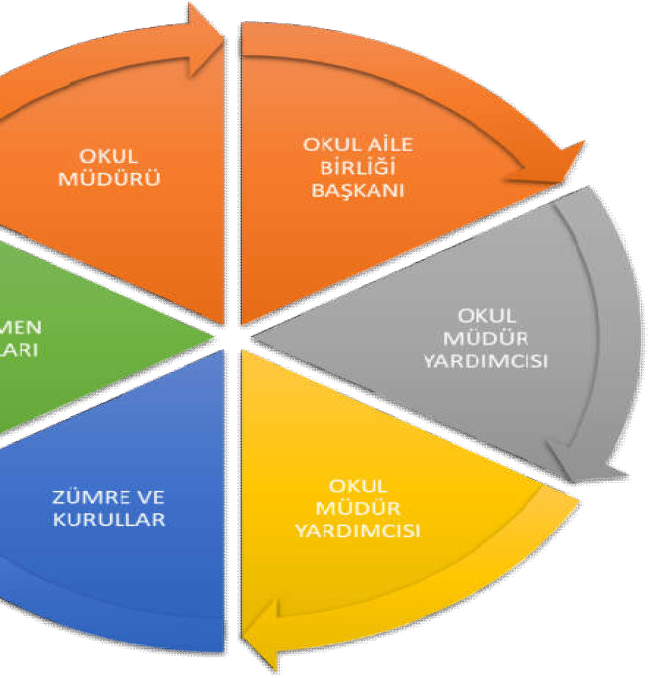 OKUL
MÜDÜRÜ
OKUL AİLE
BİRLİĞİ
BAŞKANI
OKUL
MÜDÜR
YARDIMCISI
OKUL
MÜDÜR
YARDIMCISI
ZÜMRE VE
KURULLAR
MEN
LARI